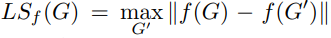 LS_f(G) = max_{G′} ‖f(G) − f(G′)‖